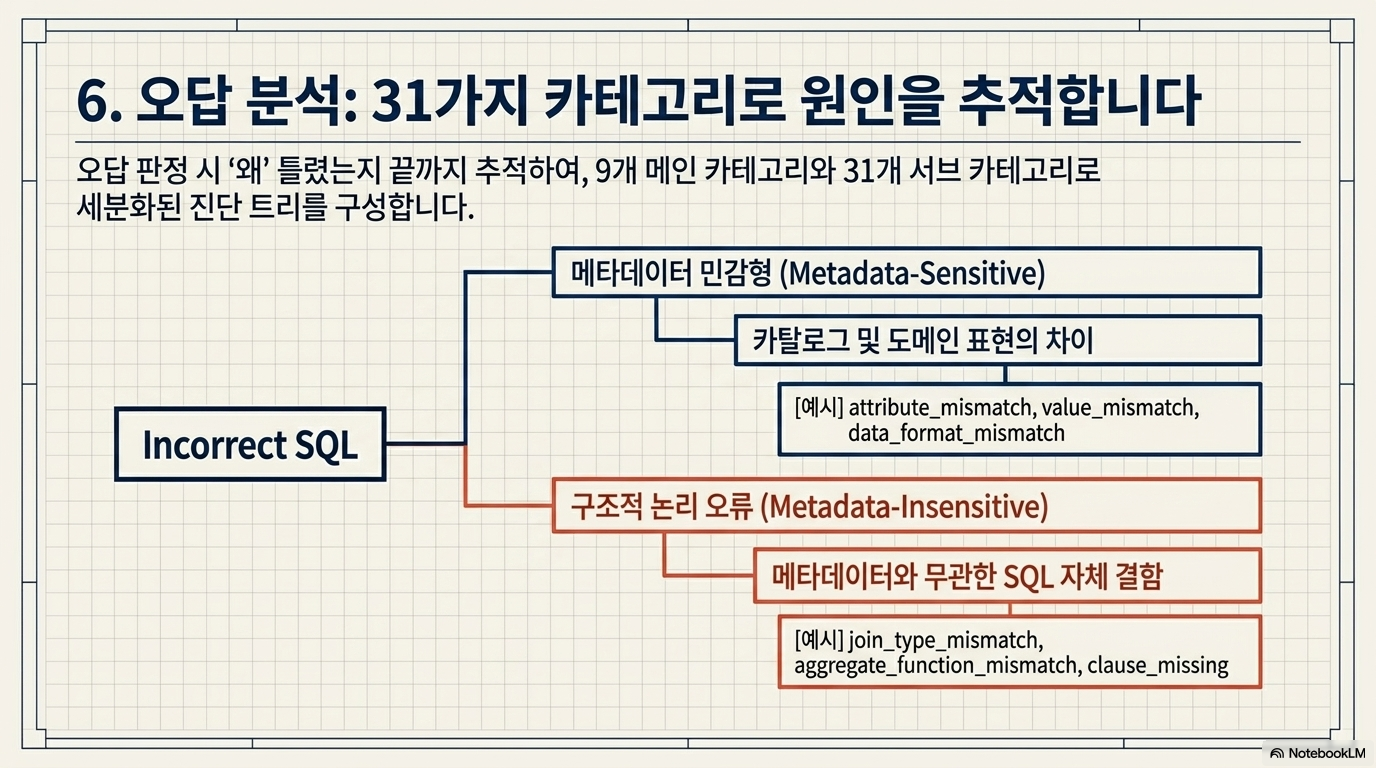 6. 오답 분석: 31가지 카테고리로 원인을 추적합니다
오답 판정 시 ‘왜’ 틀렸는지 끝까지 추적하여, 9개 메인 카테고리와 31개 서브 카테고리로
세분화된 진단 트리를 구성합니다.
Incorrect SQL
메타데이터 민감형 (Metadata-Sensitive)
카탈로그 및 도메인 표현의 차이
[예시] attribute_mismatch, value_mismatch,
data_format_mismatch
구조적 논리 오류 (Metadata-Insensitive)
메타데이터와 무관한 SQL 자체 결함
[예시] join_type_mismatch,
aggregate_function_mismatch, clause_missing
NotebookLM